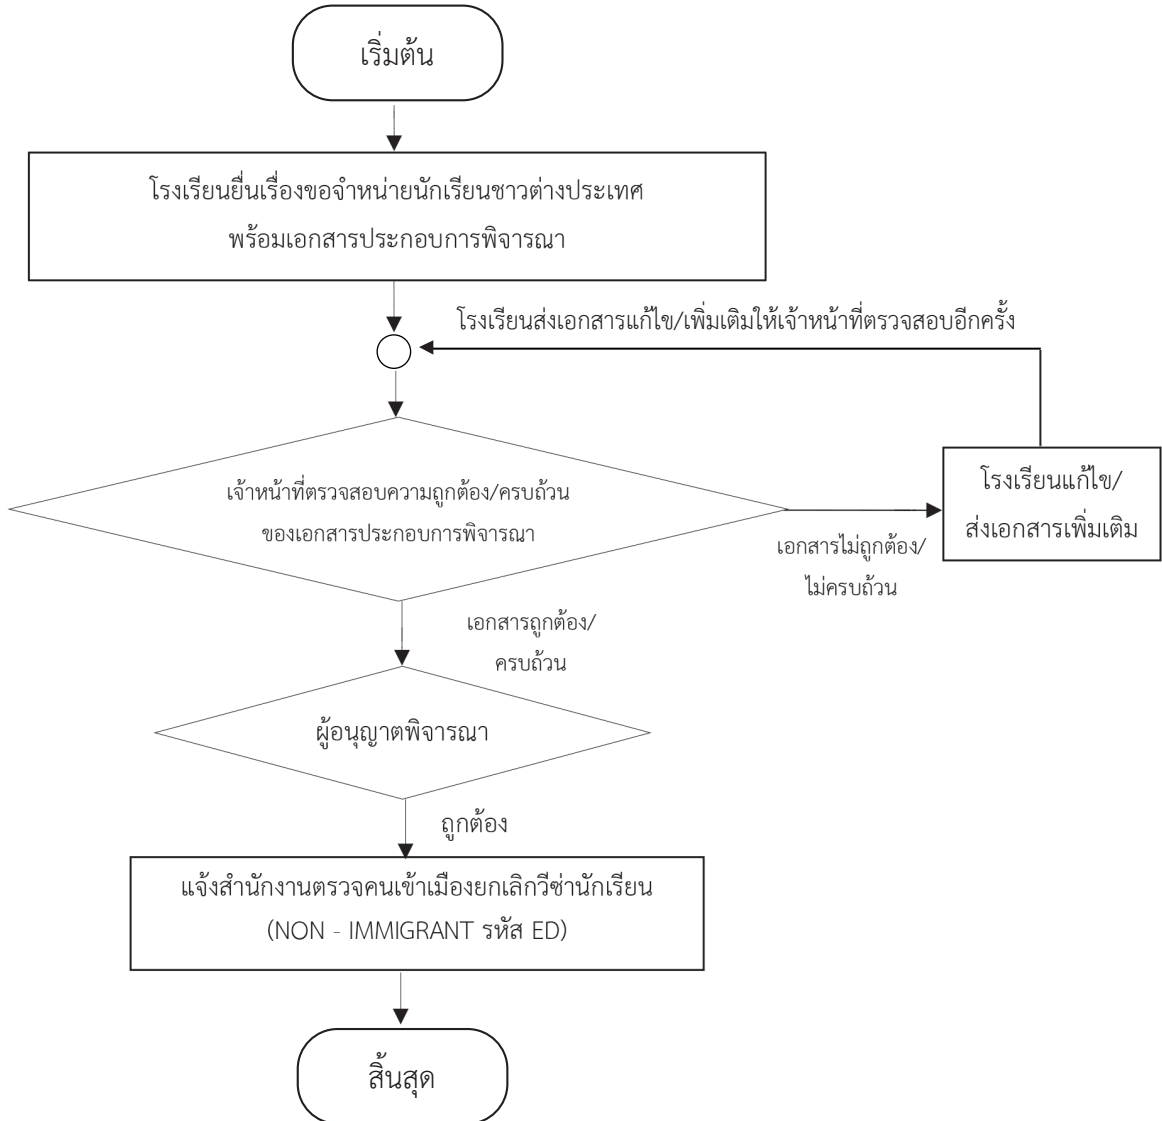 เริ่มต้น
โรงเรียนยื่นเรื่องขอจำหน่ายนักเรียนชาวต่างประเทศ
พร้อมเอกสารประกอบการพิจารณา
โรงเรียนส่งเอกสารแก้ไข/เพิ่มเติมให้เจ้าหน้าที่ตรวจสอบอีกครั้ง
เจ้าหน้าที่ตรวจสอบความถูกต้อง/ครบถ้วน
ของเอกสารประกอบการพิจารณา
เอกสารไม่ถูกต้อง/
ไม่ครบถ้วน
โรงเรียนแก้ไข/
ส่งเอกสารเพิ่มเติม
เอกสารถูกต้อง/
ครบถ้วน
ผู้อนุญาตพิจารณา
ถูกต้อง
แจ้งสำนักงานตรวจคนเข้าเมืองยกเลิกวีซ่านักเรียน
(NON - IMMIGRANT รหัส ED)
สิ้นสุด